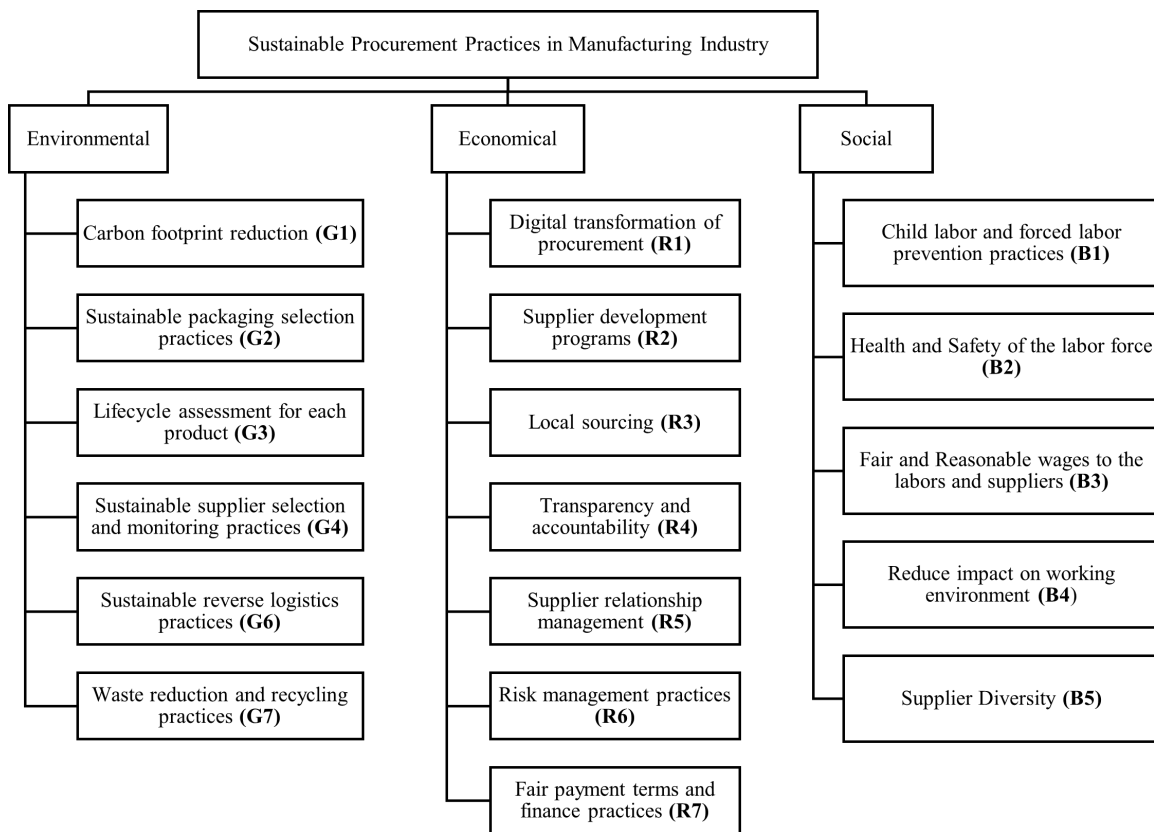 Sustainable Procurement Practices in Manufacturing Industry
Environmental
Carbon footprint reduction (G1)
Sustainable packaging selection
practices (G2)
Lifecycle assessment for each
product (G3)
Sustainable supplier selection
and monitoring practices (G4)
Sustainable reverse logistics
practices (G6)
Waste reduction and recycling
practices (G7)
Economical
Digital transformation of
procurement (R1)
Supplier development
programs (R2)
Local sourcing (R3)
Transparency and
accountability (R4)
Supplier relationship
management (R5)
Risk management practices
(R6)
Fair payment terms and
finance practices (R7)
Social
Child labor and forced labor
prevention practices (B1)
Health and Safety of the labor force
(B2)
Fair and Reasonable wages to the
labors and suppliers (B3)
Reduce impact on working
environment (B4)
Supplier Diversity (B5)